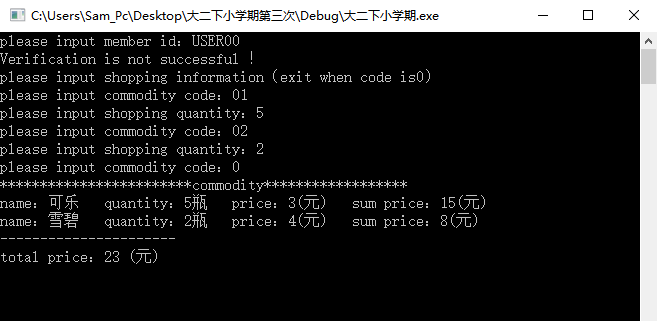 C:\Users\Sam_Pc\Desktop\大二下小学期第三次\Debug\大二下小学期.exe
please input member id：USER00
Verification is not successful！
please input shopping information（exit when code is0）
please input commodity code：01
please input shopping quantity：5
please input commodity code：02
please input shopping quantity：2
please input commodity code：0
************************commodity******************
name：可乐   quantity：5瓶   price：3(元)   sum price：15(元)
name：雪碧   quantity：2瓶   price：4(元)   sum price：8(元)
----------------------
total price：23 (元)